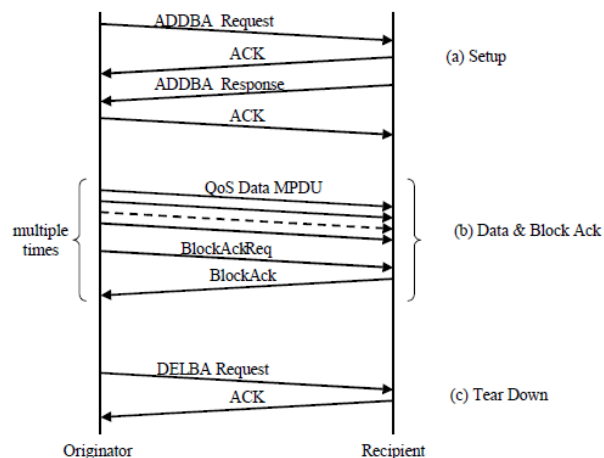 ADDBA Request
ACK
(a) Setup
ADDBA Response
ACK
QoS Data MPDU
multiple
times
(b) Data & Block Ack
BlockAckReq
BlockAck
DELBA Request
ACK
(c) Tear Down
Originator
Recipient